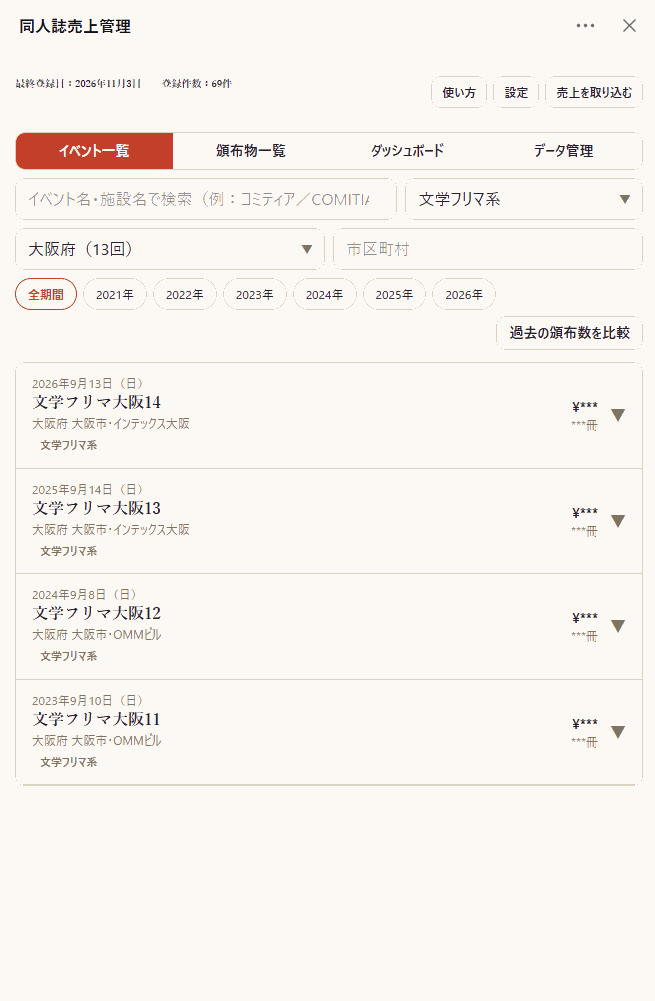 同人誌売上管理
最終登録日：2026年11月3日 登録件数：69件
使い方 設定 売上を取り込む
イベント一覧 頒布物一覧 ダッシュボード データ管理
イベント名・施設名で検索（例：コミティア／COMITIA 文学フリマ系 ▼
大阪府（13回） ▼ 市区町村
全期間 2021年 2022年 2023年 2024年 2025年 2026年
過去の頒布数を比較
2026年9月13日（日）
文学フリマ大阪14
大阪府 大阪市・インテックス大阪
文学フリマ系
¥***
***冊
▼
2025年9月14日（日）
文学フリマ大阪13
大阪府 大阪市・インテックス大阪
文学フリマ系
¥***
***冊
▼
2024年9月8日（日）
文学フリマ大阪12
大阪府 大阪市・OMMビル
文学フリマ系
¥***
***冊
▼
2023年9月10日（日）
文学フリマ大阪11
大阪府 大阪市・OMMビル
文学フリマ系
¥***
***冊
▼